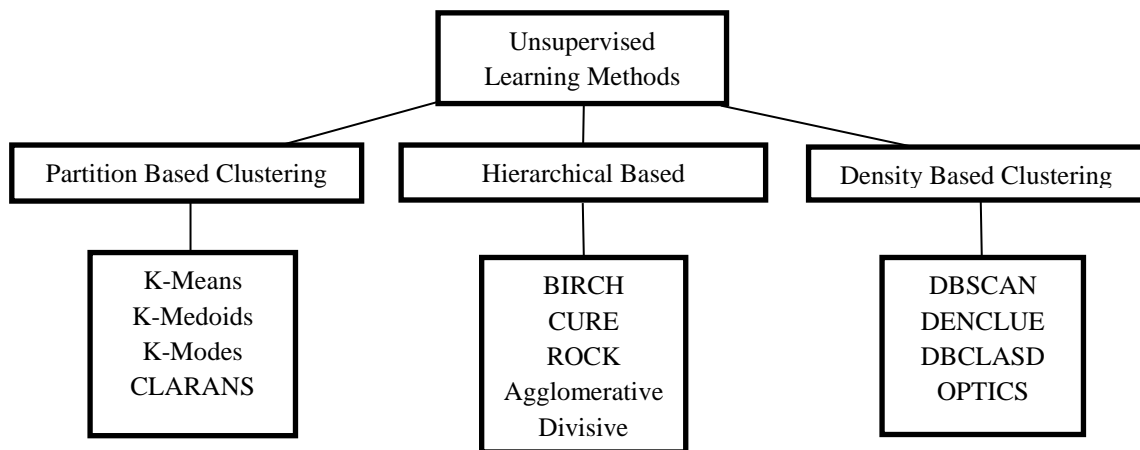 Unsupervised
Learning Methods
Partition Based Clustering
Hierarchical Based
Density Based Clustering
K-Means
K-Medoids
K-Modes
CLARANS
BIRCH
CURE
ROCK
Agglomerative
Divisive
DBSCAN
DENCLUE
DBCLASD
OPTICS